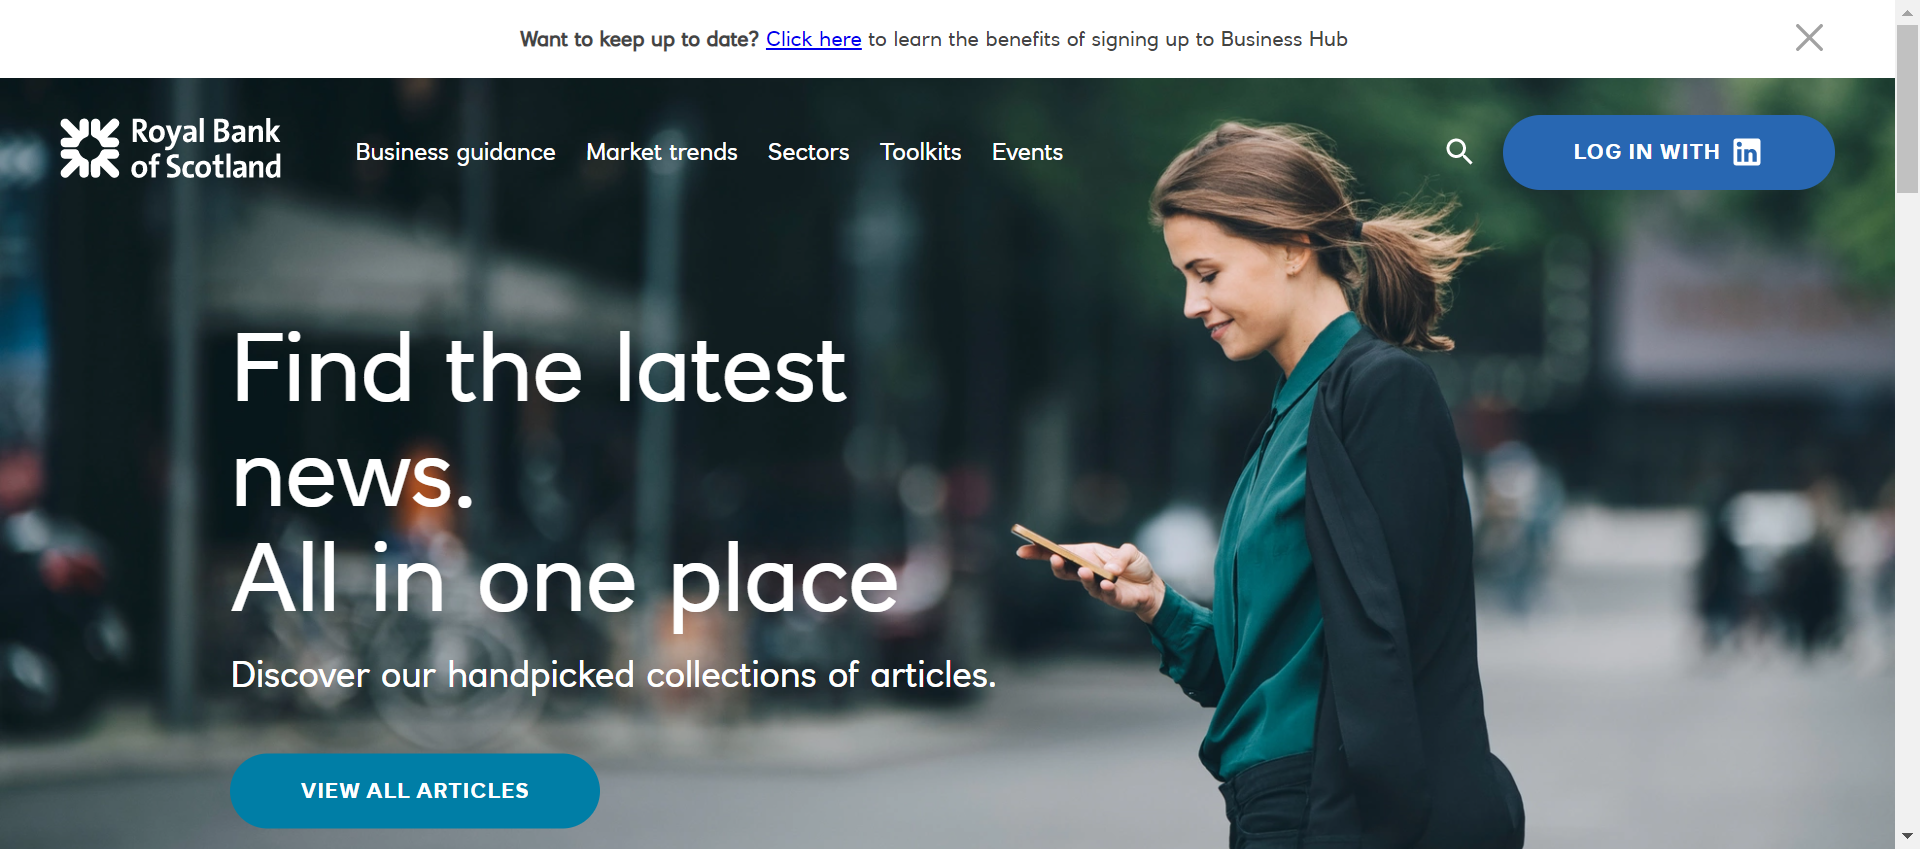 Want to keep up to date? Click here to learn the benefits of signing up to Business Hub
Royal Bank
of Scotland
Business guidance Market trends Sectors Toolkits Events
LOG IN WITH in
Find the latest
news.
All in one place
Discover our handpicked collections of articles.
VIEW ALL ARTICLES